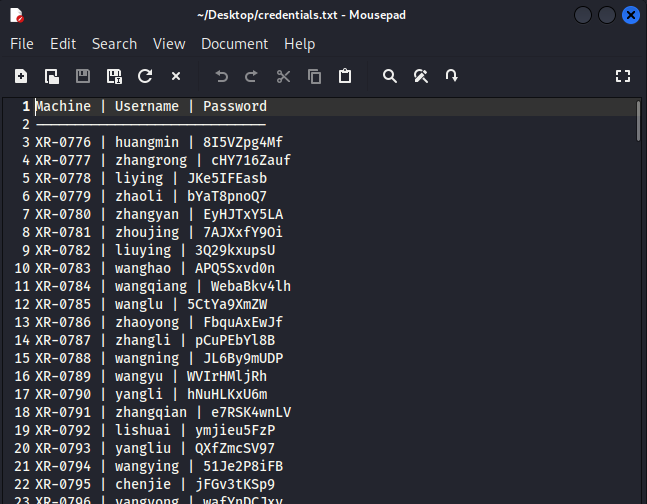 ~/Desktop/credentials.txt - Mousepad
File Edit Search View Document Help
1 Machine | Username | Password
2 ------------------------------
3 XR-0776 | huangmin | 8I5VZpg4Mf
4 XR-0777 | zhangrong | cHY716Zauf
5 XR-0778 | liying | JKe5IFEasb
6 XR-0779 | zhaoli | bYaT8pnoQ7
7 XR-0780 | zhangyan | EyHJTxY5LA
8 XR-0781 | zhoujing | 7AJXxfY9Oi
9 XR-0782 | liuying | 3Q29kxupsU
10 XR-0783 | wanghao | APQ5Sxvd0n
11 XR-0784 | wangqiang | WebaBkv4lh
12 XR-0785 | wanglu | 5CtYa9XmZW
13 XR-0786 | zhaoyong | FbquAxEwJf
14 XR-0787 | zhangli | pCuPEbYl8B
15 XR-0788 | wangning | JL6By9mUDP
16 XR-0789 | wangyu | WVIrHMljRh
17 XR-0790 | yangli | hNuHLKxU6m
18 XR-0791 | zhangqian | e7RSK4wnLV
19 XR-0792 | lishuai | ymjieu5FzP
20 XR-0793 | yangliu | QXfZmcSV97
21 XR-0794 | wangying | 51Je2P8iFB
22 XR-0795 | chenjie | jFGv3tKSp9
23 XR-0796 | yangyong | wafYnDCJxv